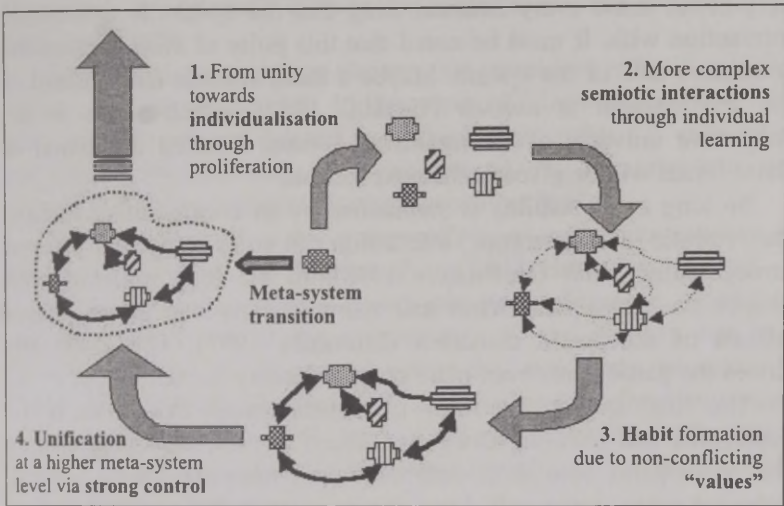 1. From unity
towards
individualisation
through
proliferation
2. More complex
semiotic interactions
through individual
learning
Meta-system
transition
3. Habit formation
due to non-conflicting
“values”
4. Unification
at a higher meta-system
level via strong control